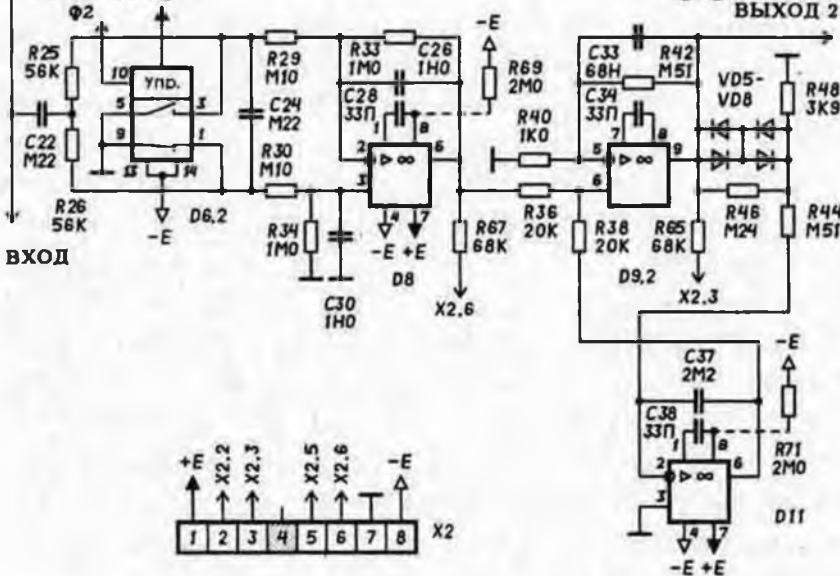 ВЫХОД 2
Ф2
-E
R25
56K
10
УПР.
R29
M10
R33
1M0
C26
1H0
C33
68H
R42
M51
VD5-
VD8
R48
3K9
5
3
9
1
C24
M22
C28
33П
1
8
R69
2M0
C34
33П
7
8
R40
1K0
C22
M22
13
14
R30
M10
2
3
▷ ∞
6
5
6
▷ ∞
9
R26
56K
-E
D6,2
R34
1M0
4
7
-E
+E
D8
R67
68K
R36
20K
R38
20K
R65
68K
R46
M24
R44
M51
ВХОД
C30
1H0
X2,6
D9,2
X2,3
C37
2M2
-E
C38
33П
1
8
R71
2M0
+E
X2,2
X2,3
X2,5
X2,6
-E
2
3
▷ ∞
6
1
2
3
4
5
6
7
8
X2
D11
4
7
-E
+E